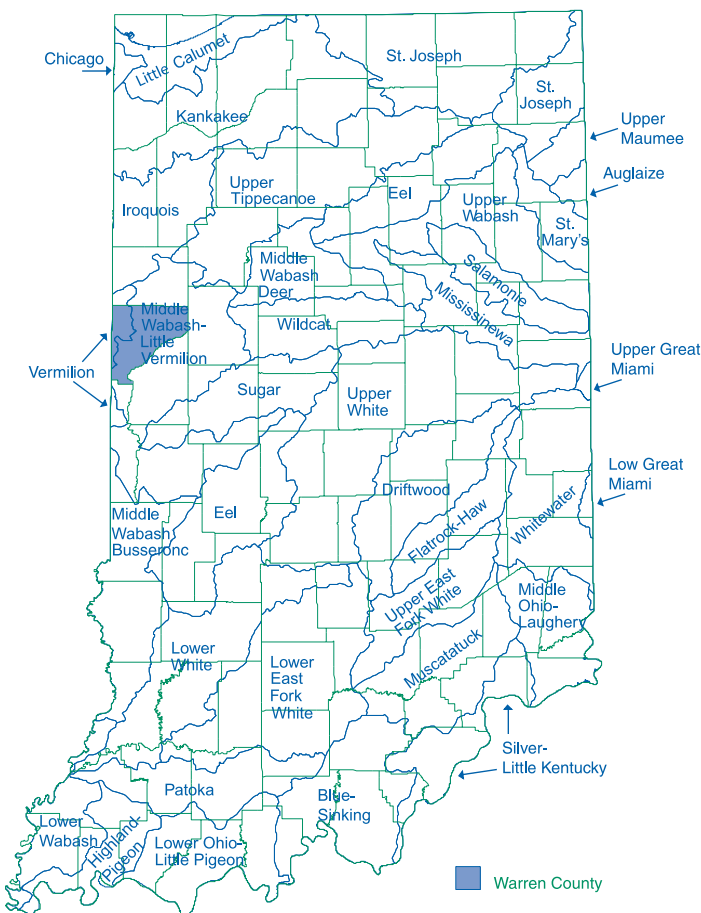 Chicago
Little Calumet
St. Joseph
Kankakee
St.
Joseph
Upper
Maumee
Auglaize
Iroquois
Upper
Tippecanoe
Eel
Upper
Wabash
St.
Mary's
Middle
Wabash
Deer
Salamonie
Mississinewa
Middle
Wabash-
Little
Vermilion
Wildcat
Vermilion
Sugar
Upper
White
Upper Great
Miami
Driftwood
Low Great
Miami
Middle
Wabash
Busseronc
Eel
Flatrock-Haw
Whitewater
Upper East
Fork White
Middle
Ohio-
Laughery
Lower
White
Lower
East
Fork
White
Muscatatuck
Silver-
Little Kentucky
Patoka
Blue-
Sinking
Lower
Wabash
Highland-
Pigeon
Lower Ohio-
Little Pigeon
Warren County